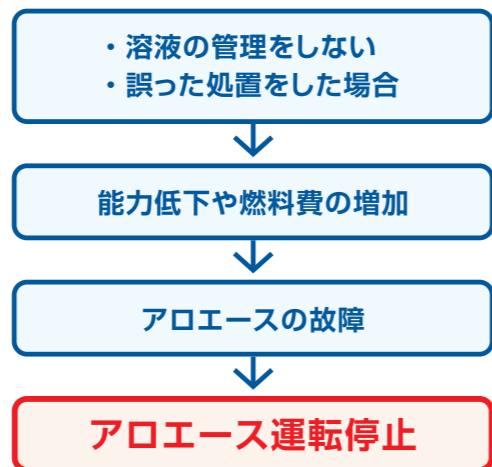 ・溶液の管理をしない
・誤った処置をした場合
能力低下や燃料費の増加
アロエースの故障
アロエース運転停止